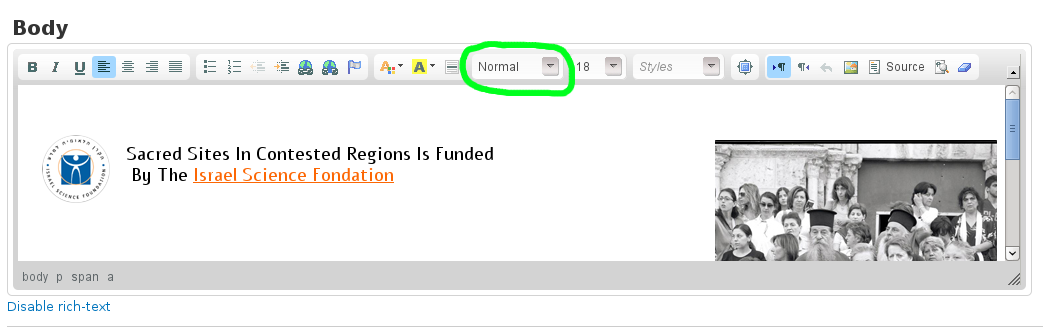 Body
B I U Normal 18 Styles Source
Sacred Sites In Contested Regions Is Funded
By The Israel Science Fondation
ISRAEL SCIENCE FOUNDATION
body p span a
Disable rich-text